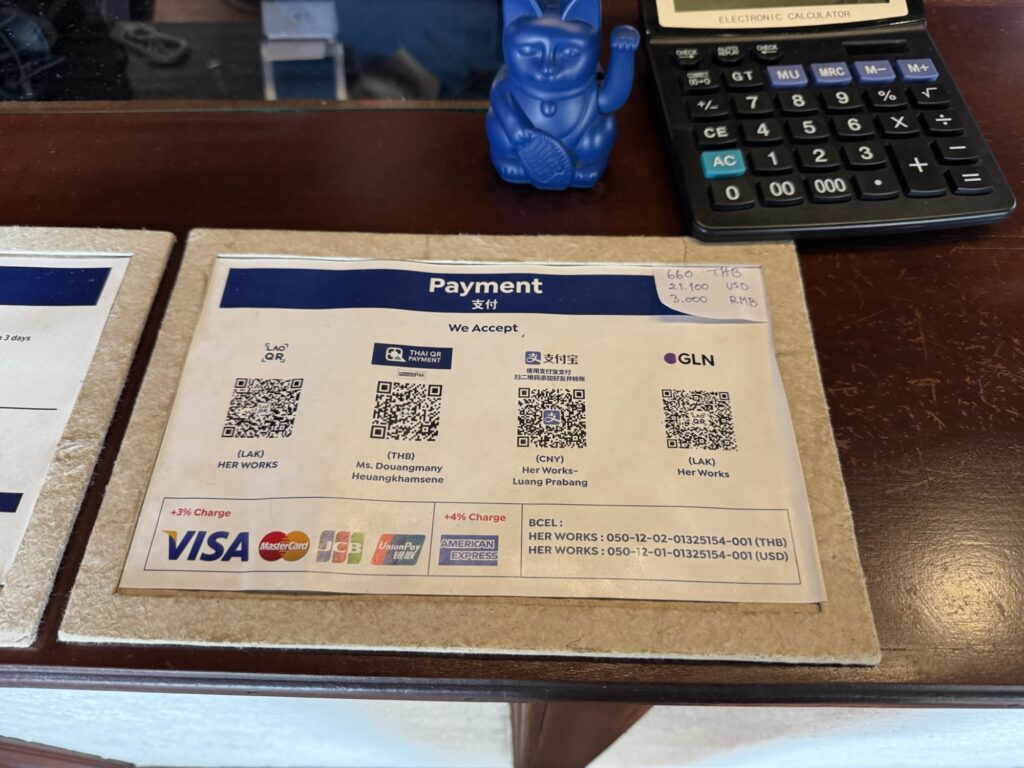 ELECTRONIC CALCULATOR
CHECK
AUTO REPLAY
CHECK
CORRECT
GT
MU
MRC
M-
M+
+/-
7
8
9
%
√
CE
4
5
6
X
÷
AC
1
2
3
+
-
0
00
000
•
=
n 3 days
Payment
支付
660 THB
21.100 USD
3.000 RMB
We Accept
LAO
QR
THAI QR
PAYMENT
支付宝
使用支付宝支付
扫二维码添加好友并转账
GLN
(LAK)
HER WORKS
(THB)
Ms. Douangmany
Heuangkhamsene
(CNY)
Her Works-
Luang Prabang
(LAK)
Her Works
+3% Charge
VISA
MasterCard
JCB
UnionPay
银联
+4% Charge
AMERICAN
EXPRESS
BCEL :
HER WORKS : 050-12-02-01325154-001 (THB)
HER WORKS : 050-12-01-01325154-001 (USD)